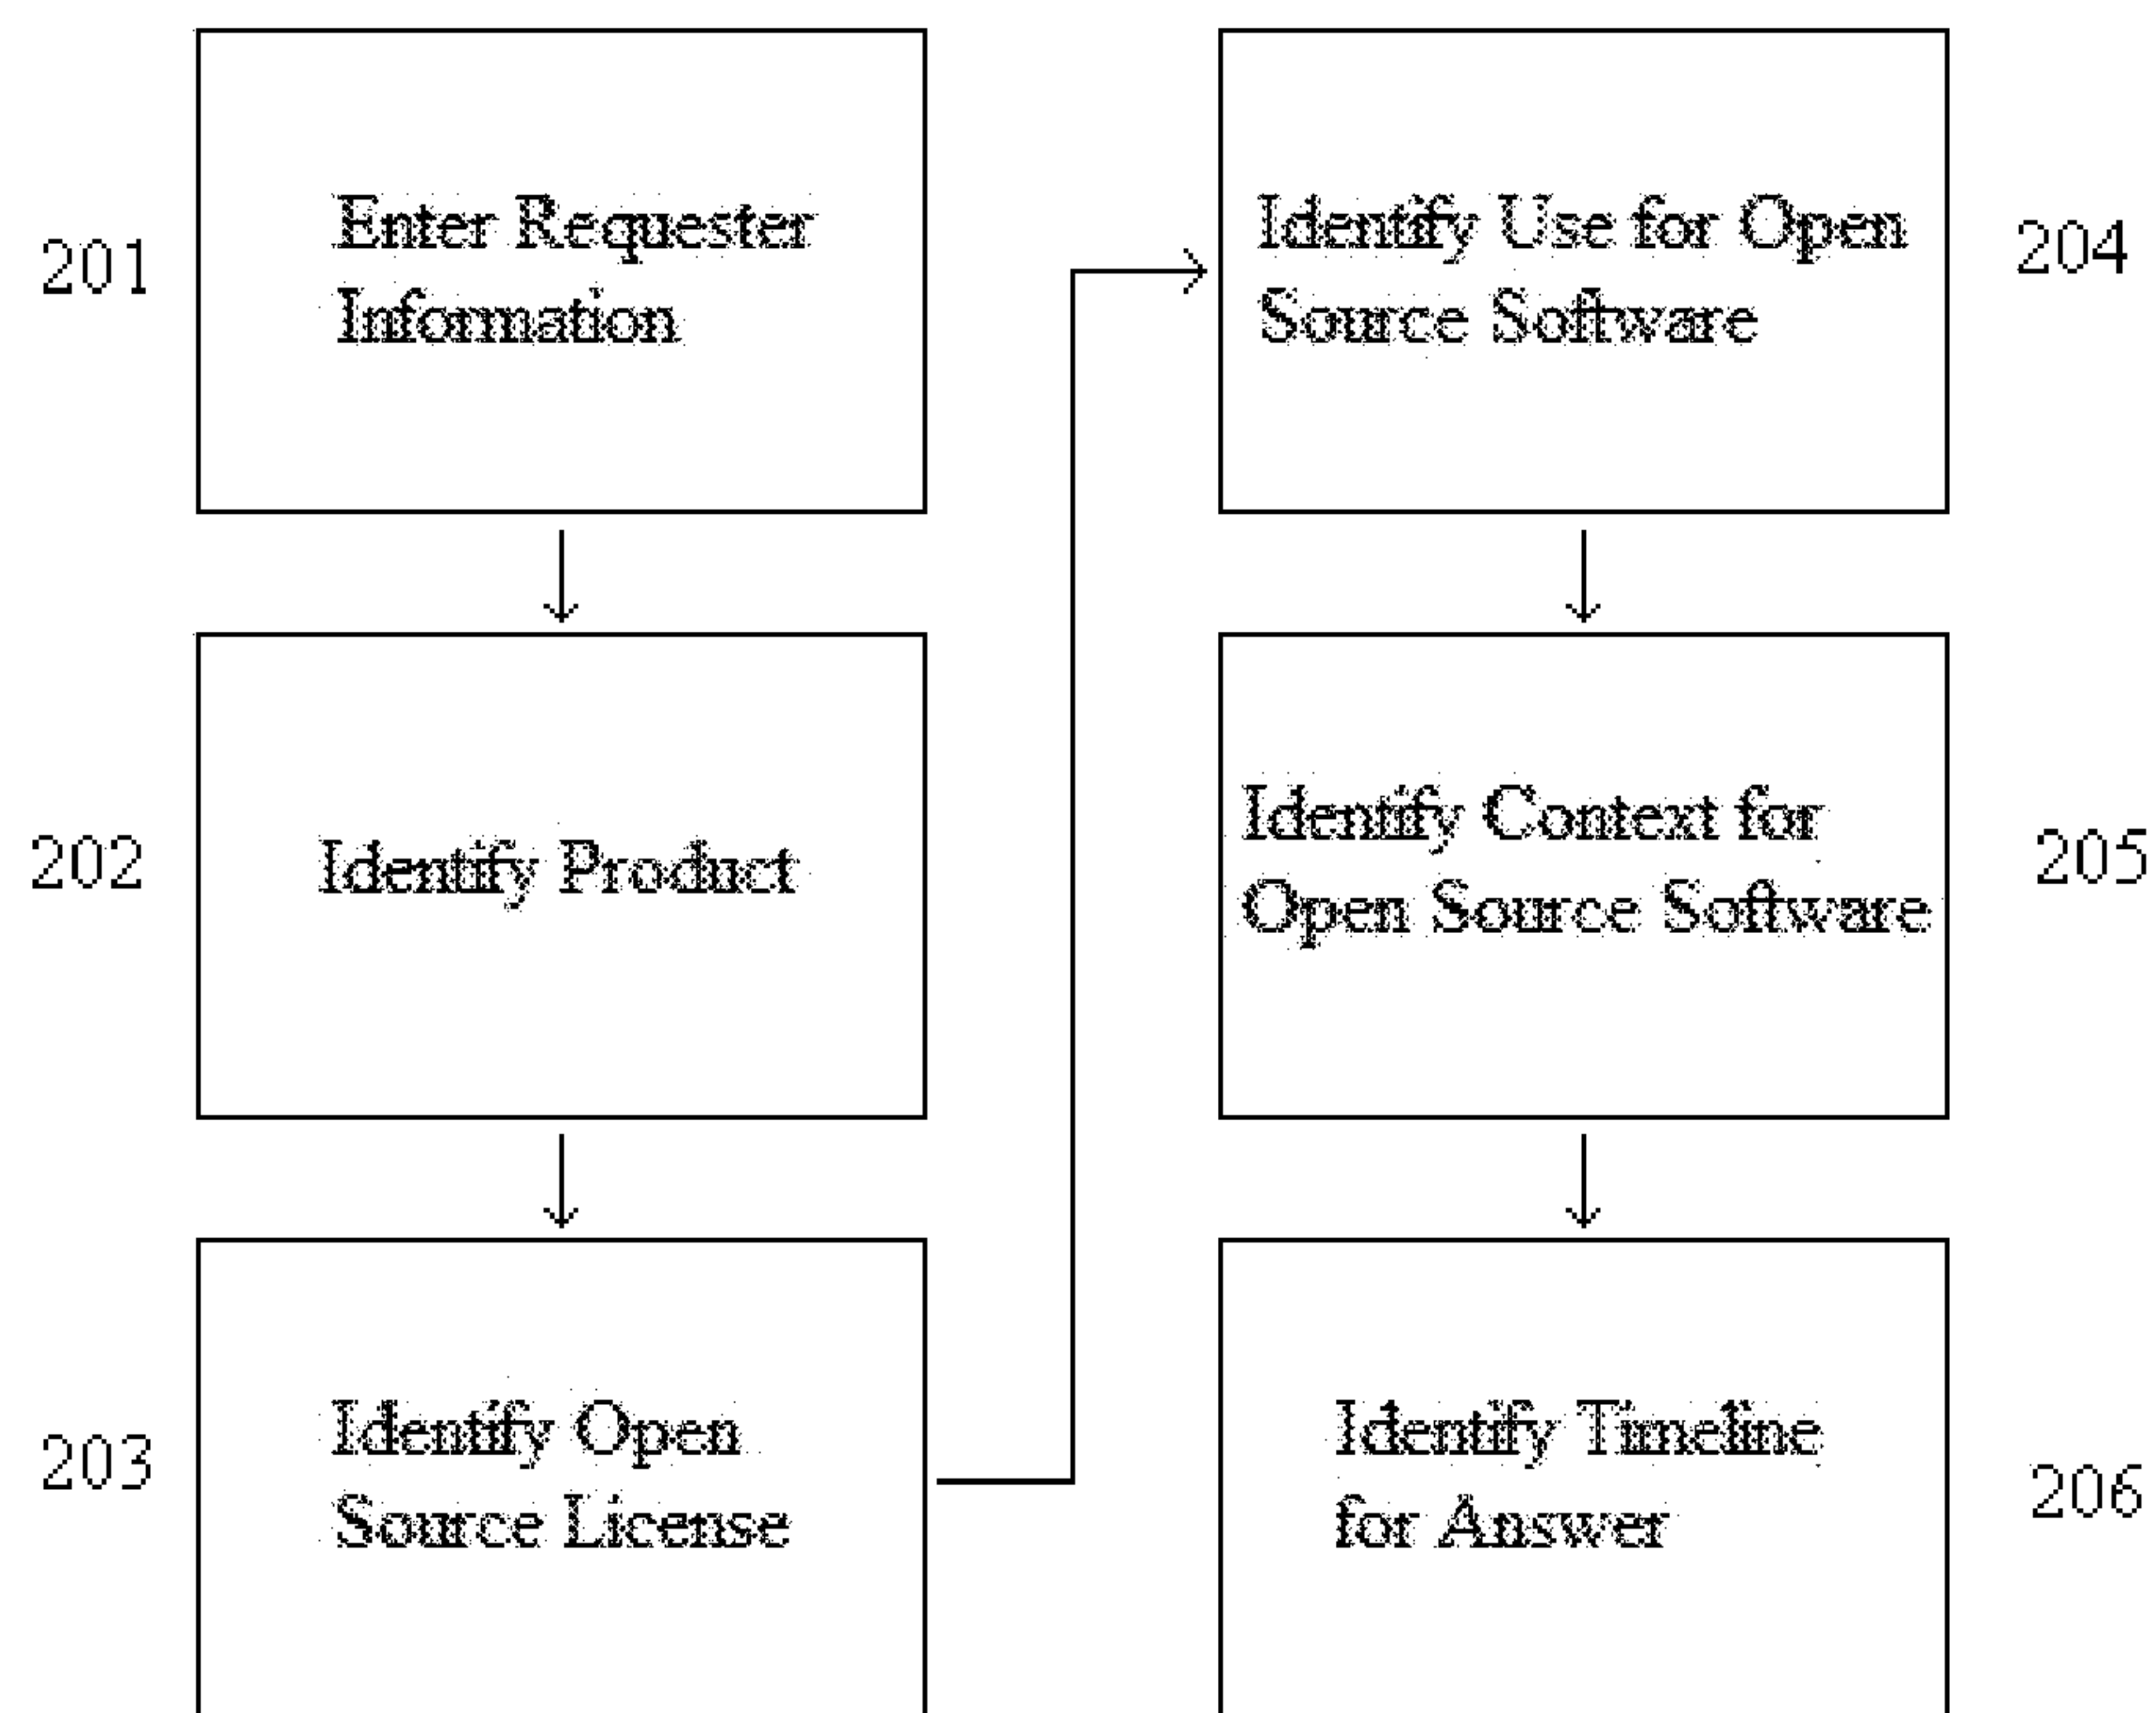 201
Enter Requester
Information
202
Identify Product
203
Identify Open
Source License
Identify Use for Open
Source Software
204
Identify Context for
Open Source Software
205
Identify Timeline
for Answer
206